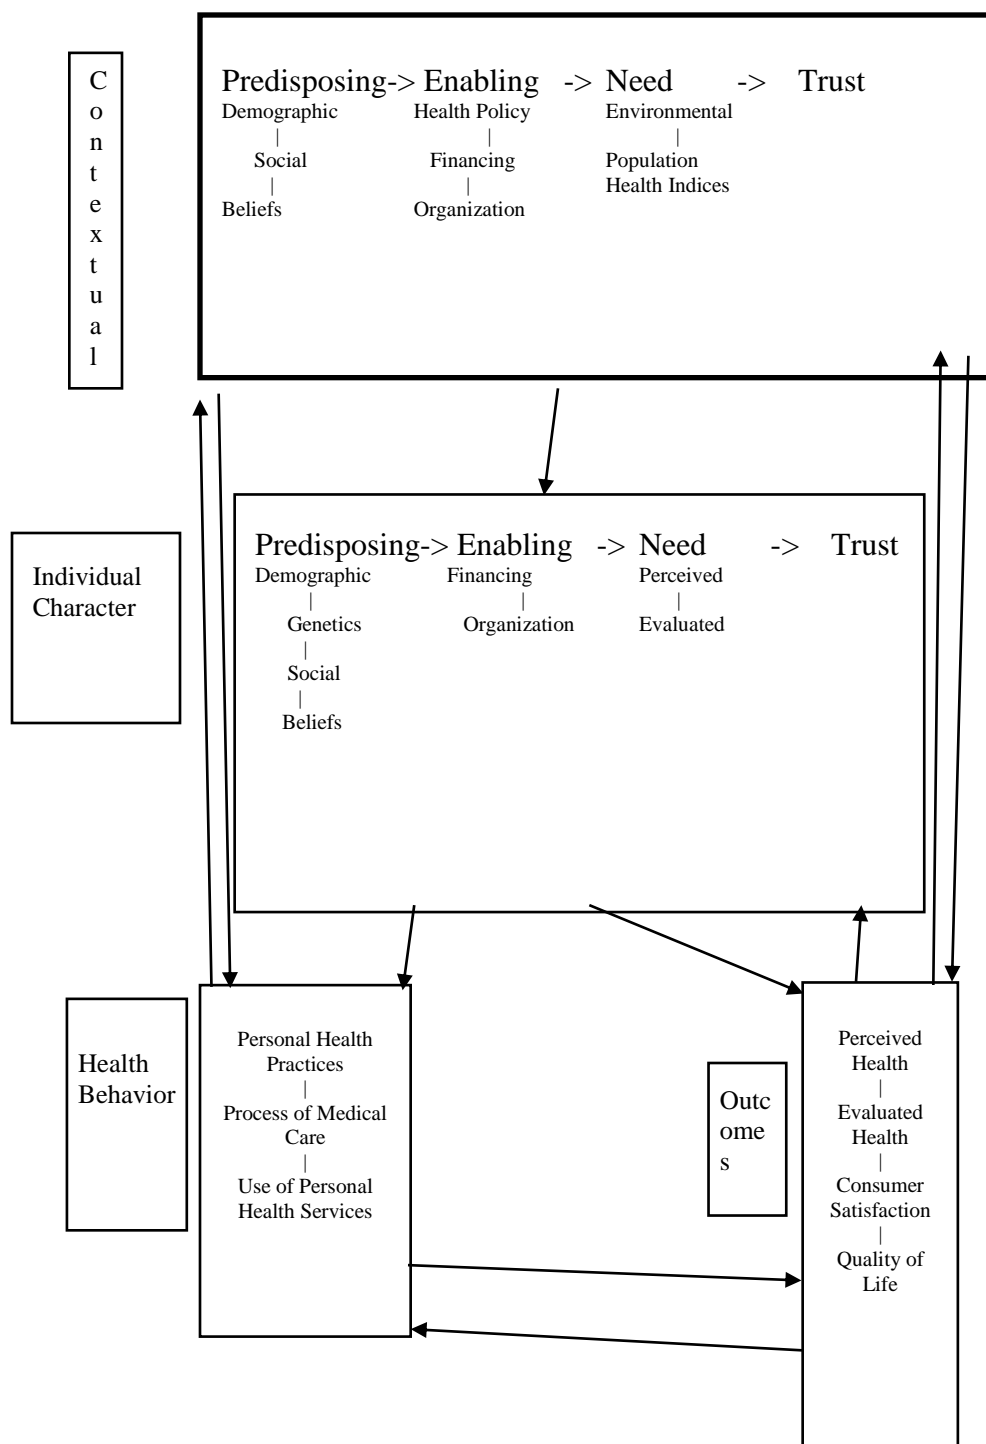 C
o
n
t
e
x
t
u
a
l
Predisposing-> Enabling -> Need -> Trust
Demographic Health Policy Environmental
| | |
Social Financing Population
| | Health Indices
Beliefs Organization
Individual
Character
Predisposing-> Enabling -> Need -> Trust
Demographic Financing Perceived
| | |
Genetics Organization Evaluated
|
Social
|
Beliefs
Health
Behavior
Personal Health
Practices
|
Process of Medical
Care
|
Use of Personal
Health Services
Outc
ome
s
Perceived
Health
|
Evaluated
Health
|
Consumer
Satisfaction
|
Quality of
Life